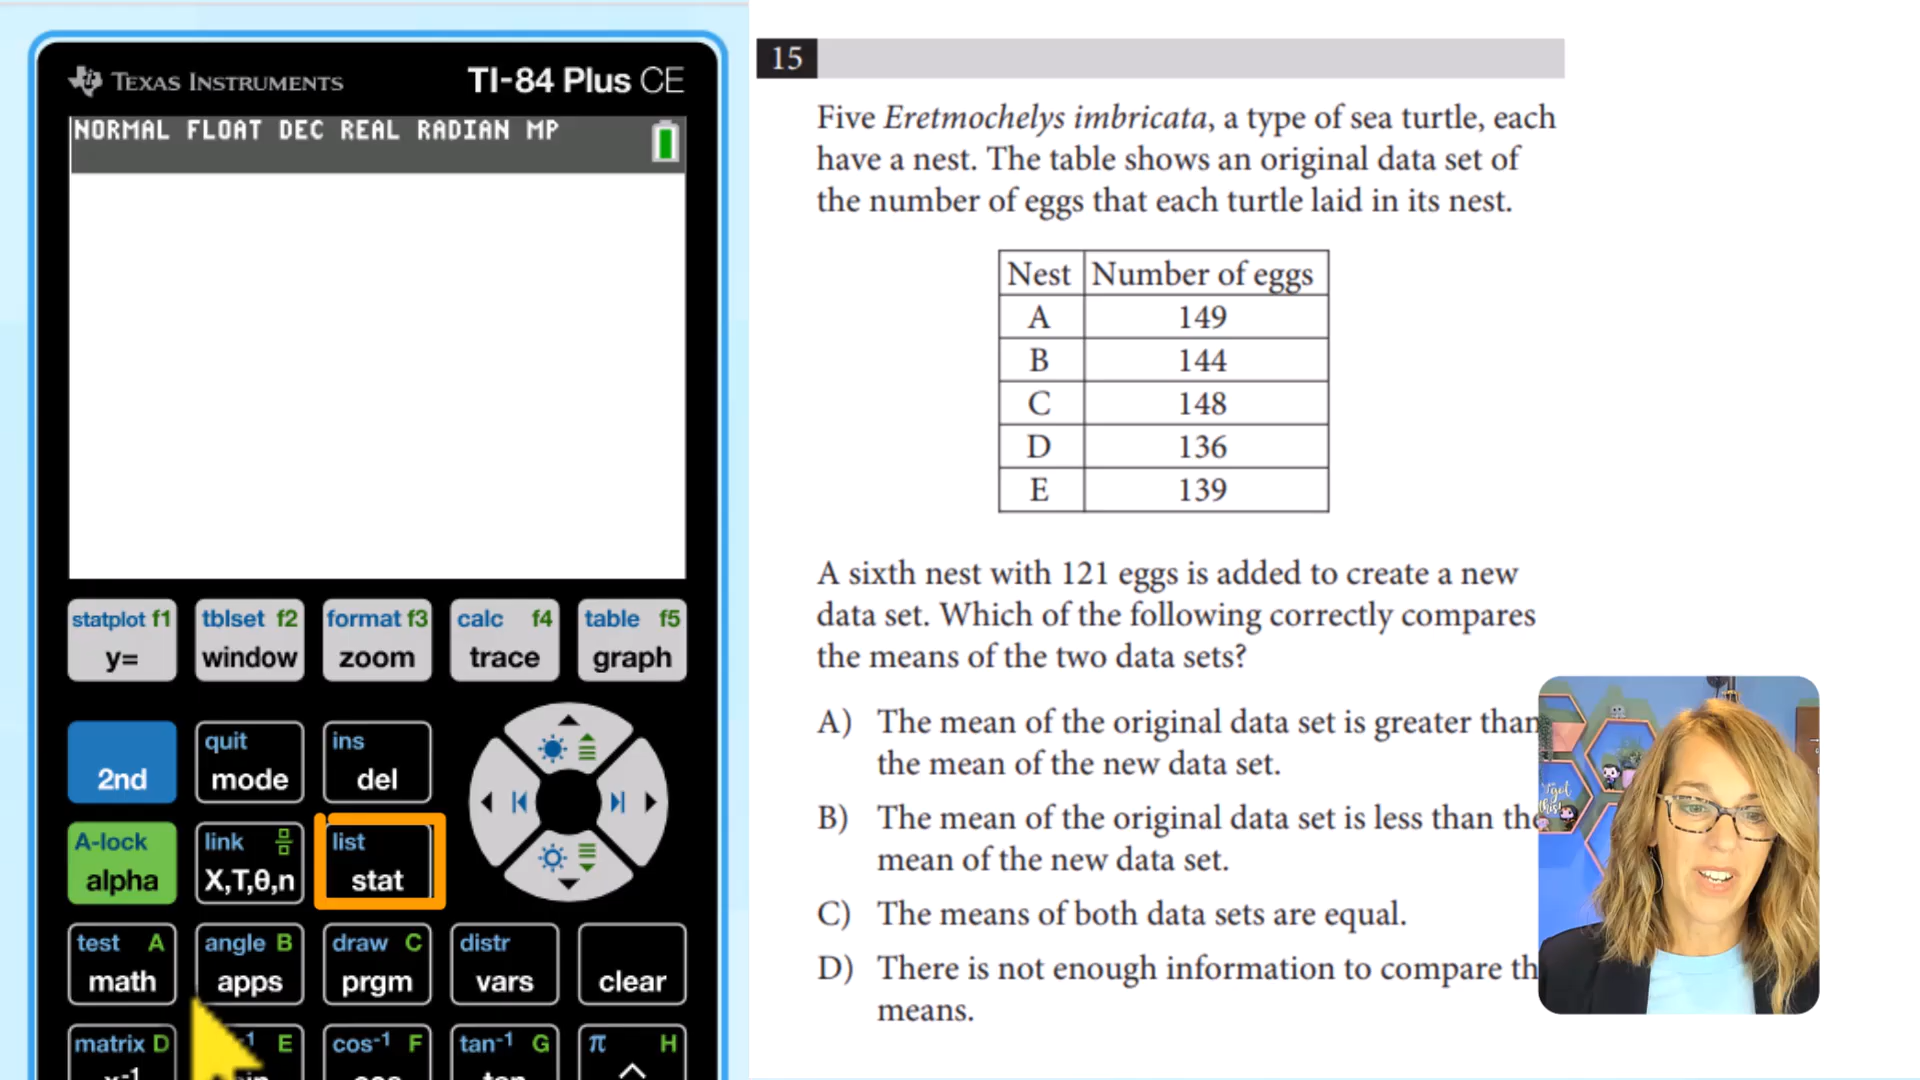 TEXAS INSTRUMENTS
TI-84 Plus CE
NORMAL FLOAT DEC REAL RADIAN MP
statplot f1 tblset f2 format f3 calc f4 table f5
y= window zoom trace graph
quit ins
2nd mode del
A-lock link list
alpha X,T,θ,n stat
test A angle B draw C distr
math apps prgm vars clear
matrix D E cos⁻¹ F tan⁻¹ G π H
15
Five Eretmochelys imbricata, a type of sea turtle, each
have a nest. The table shows an original data set of
the number of eggs that each turtle laid in its nest.
Nest Number of eggs
A 149
B 144
C 148
D 136
E 139
A sixth nest with 121 eggs is added to create a new
data set. Which of the following correctly compares
the means of the two data sets?
A) The mean of the original data set is greater than
the mean of the new data set.
B) The mean of the original data set is less than the
mean of the new data set.
C) The means of both data sets are equal.
D) There is not enough information to compare th
means.
got
this!